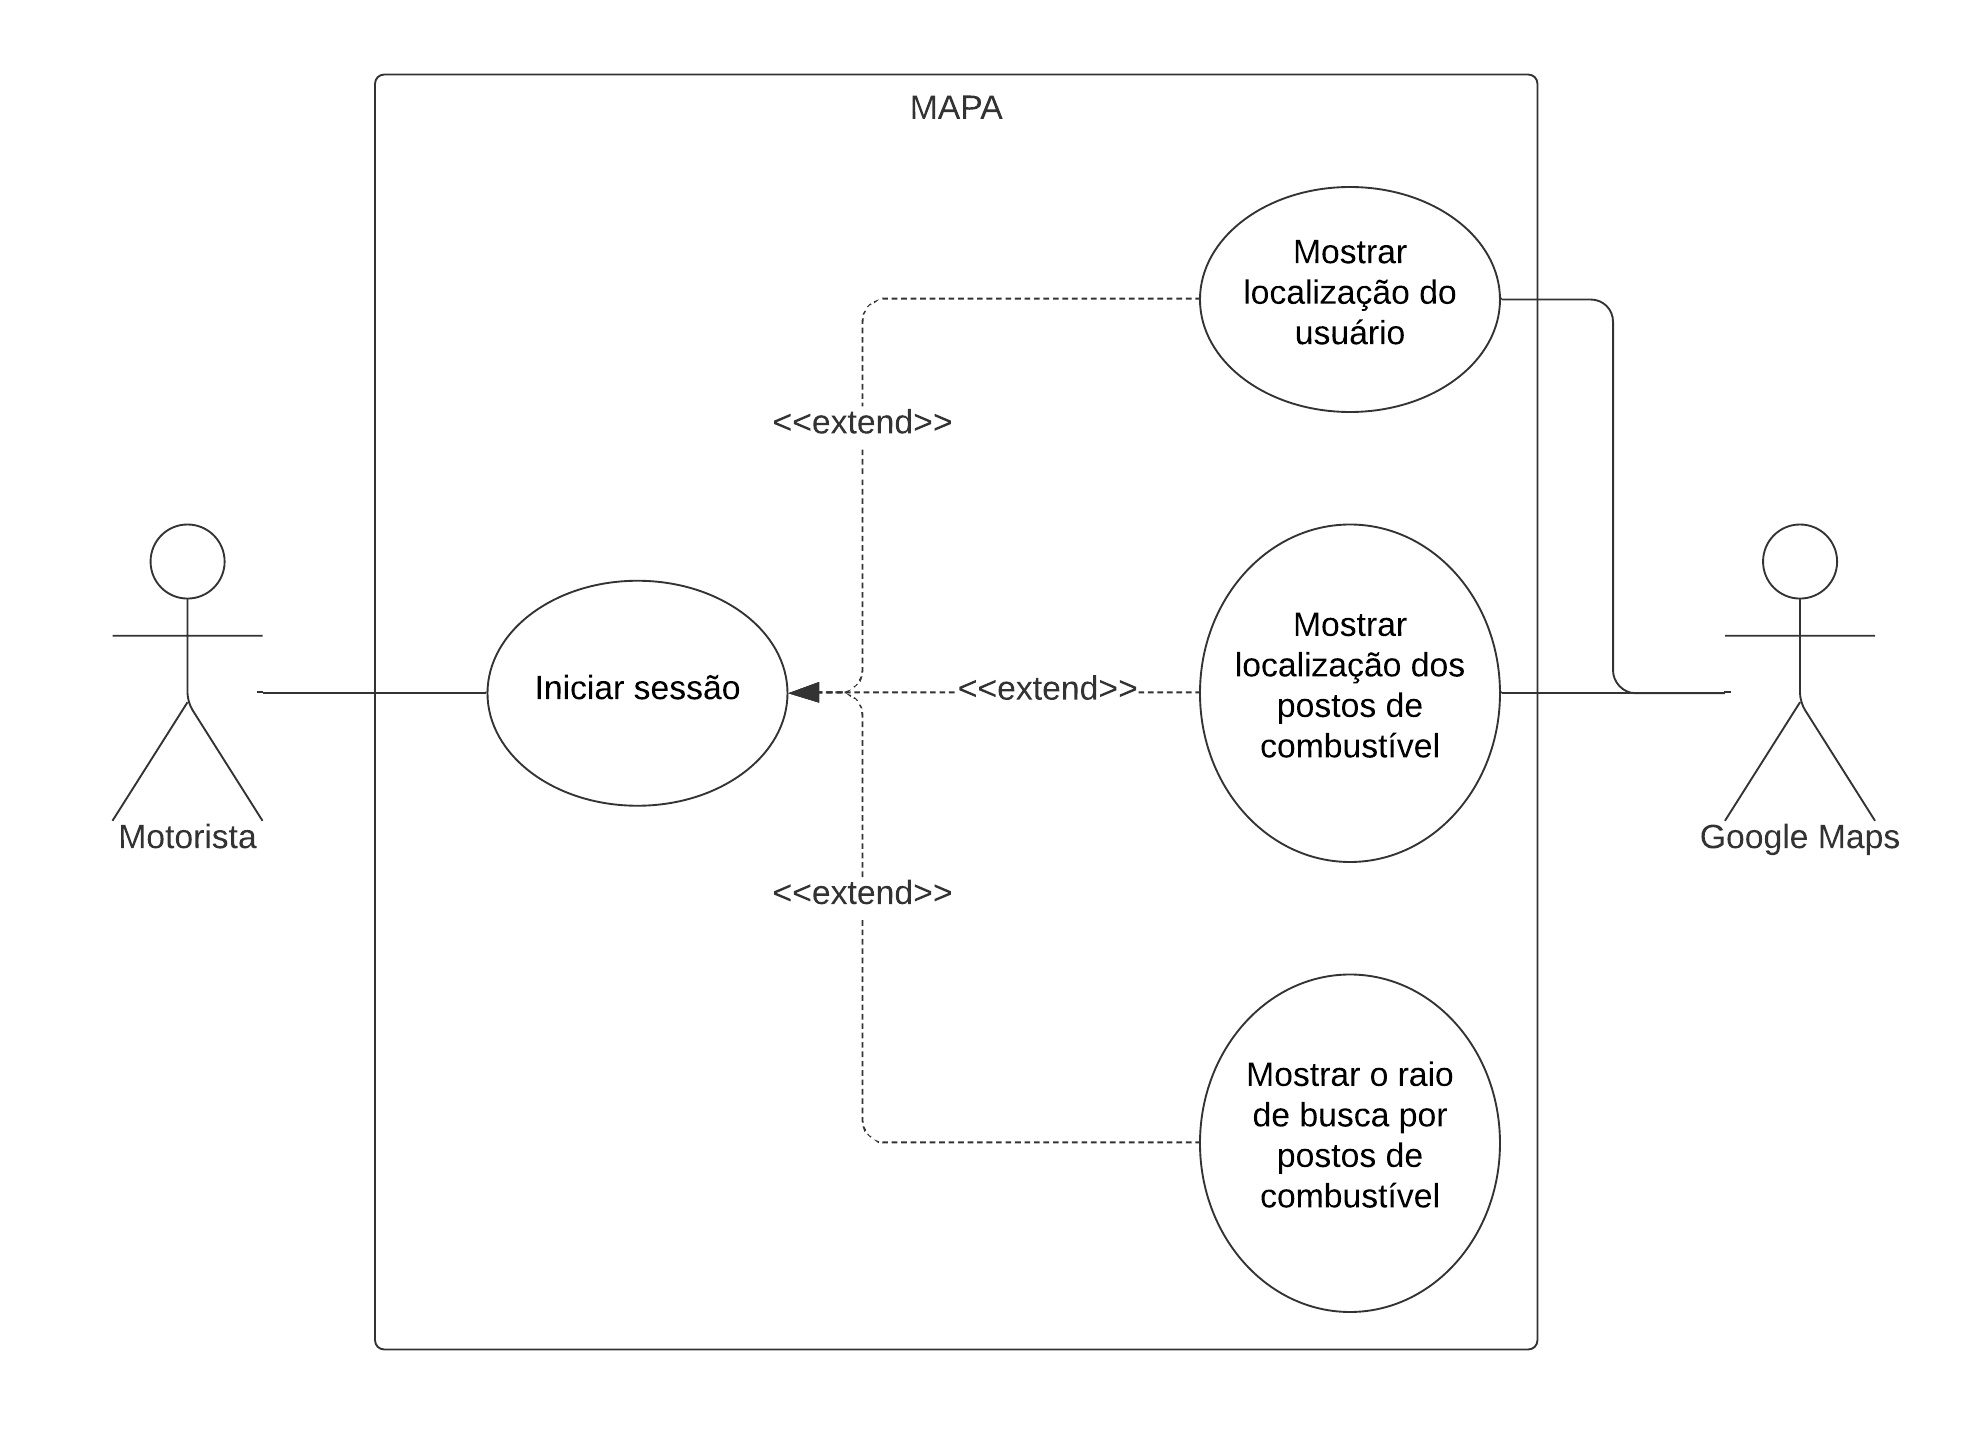 MAPA
Mostrar
localização do
usuário
<<extend>>
Mostrar
localização dos
postos de
combustível
Iniciar sessão
<<extend>>
Motorista
Google Maps
<<extend>>
Mostrar o raio
de busca por
postos de
combustível